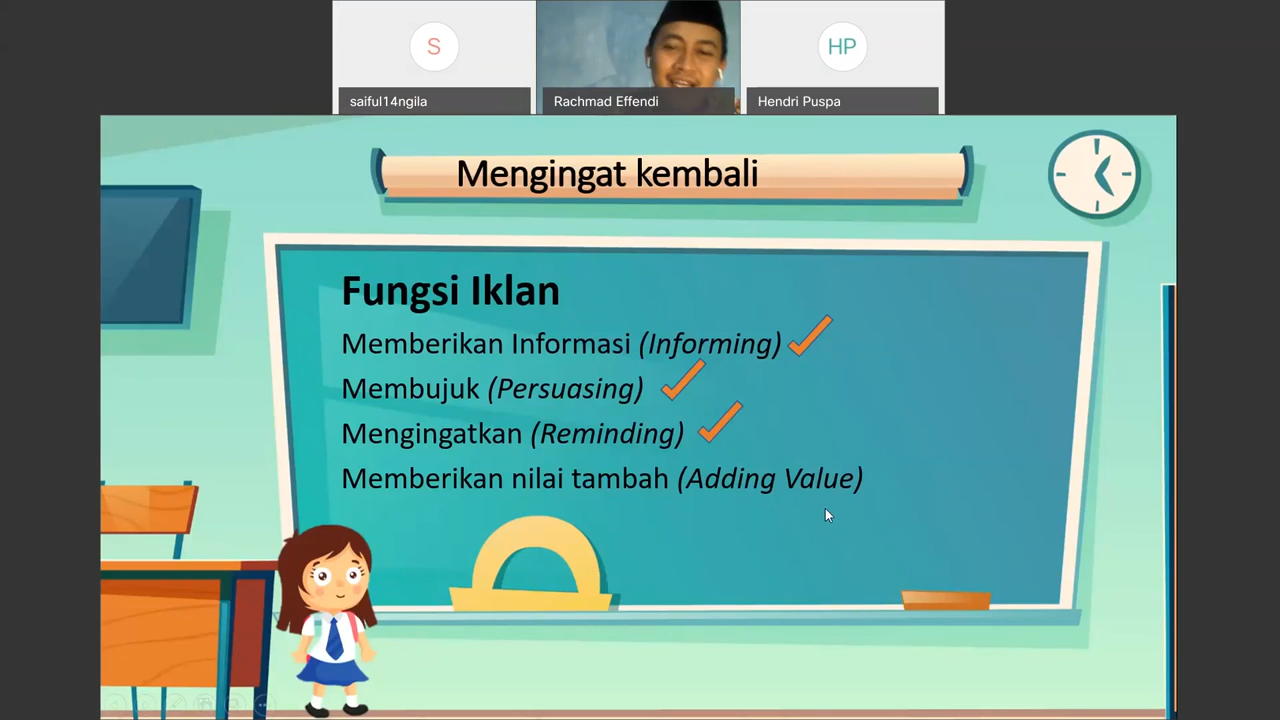 S
HP
saiful14ngila
Rachmad Effendi
Hendri Puspa
Mengingat kembali
Fungsi Iklan
Memberikan Informasi (Informing)
Membujuk (Persuasing)
Mengingatkan (Reminding)
Memberikan nilai tambah (Adding Value)